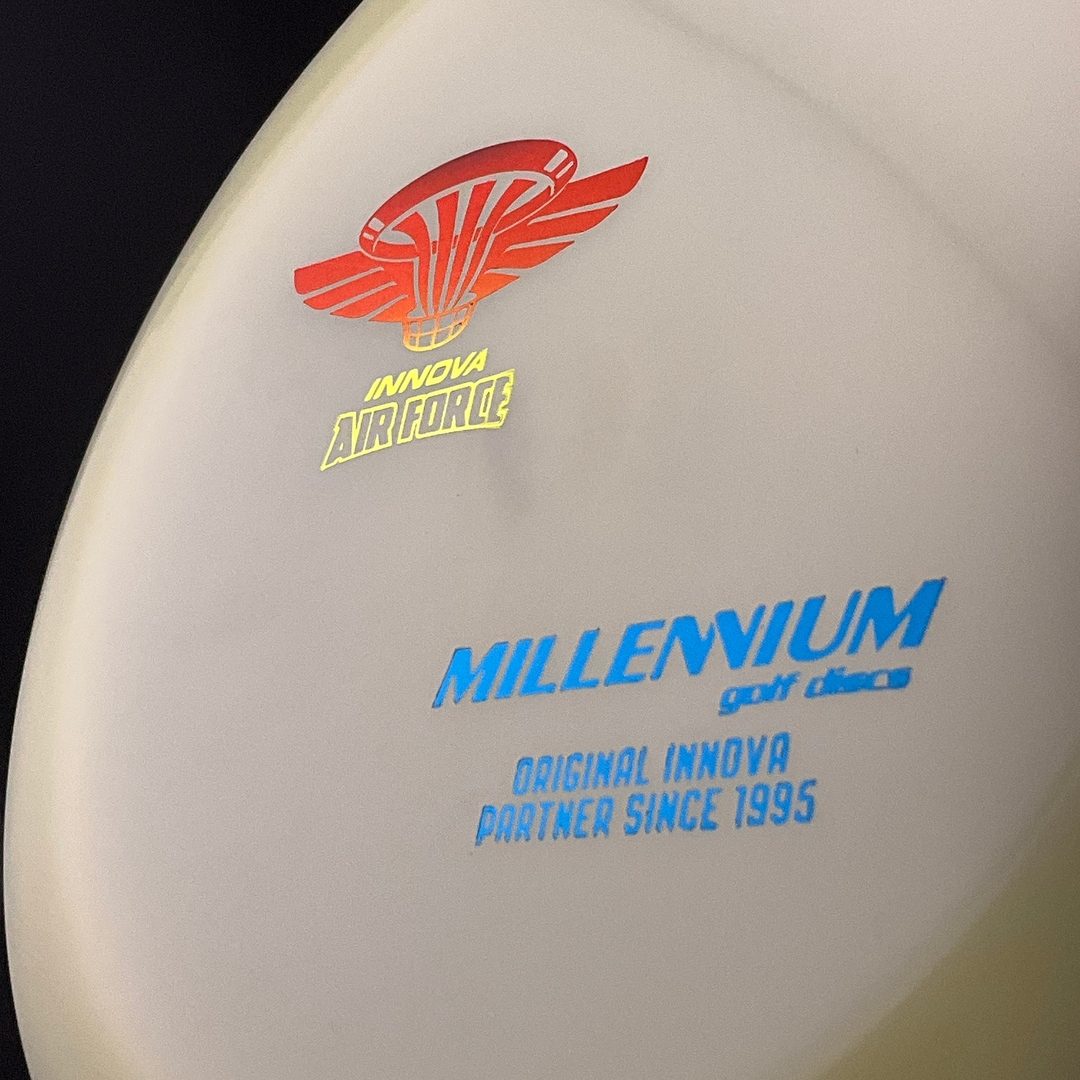 INNOVA
AIR FORCE
MILLENNIUM
golf discs
ORIGINAL INNOVA
PARTNER SINCE 1995